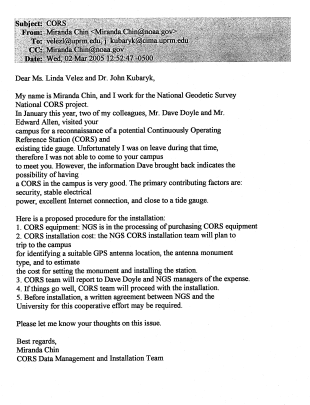 Subject: CORS
From: Miranda Chin <Miranda.Chin@noaa.gov>
To: velezl@uprm.edu, j_kubaryk@cima.uprm.edu
CC: Miranda Chin@noaa.gov
Date: Wed, 02 Mar 2005 12:52:47 -0500
Dear Ms. Linda Velez and Dr. John Kubaryk,
My name is Miranda Chin, and I work for the National Geodetic Survey
National CORS project.
In January this year, two of my colleagues, Mr. Dave Doyle and Mr.
Edward Allen, visited your
campus for a reconnaissance of a potential Continuously Operating
Reference Station (CORS) and
existing tide gauge. Unfortunately I was on leave during that time,
therefore I was not able to come to your campus
to meet you. However, the information Dave brought back indicates the
possibility of having
a CORS in the campus is very good. The primary contributing factors are:
security, stable electrical
power, excellent Internet connection, and close to a tide gauge.
Here is a proposed procedure for the installation:
1. CORS equipment: NGS is in the processing of purchasing CORS equipment
2. CORS installation cost: the NGS CORS installation team will plan to
trip to the campus
for identifying a suitable GPS antenna location, the antenna monument
type, and to estimate
the cost for setting the monument and installing the station.
3. CORS team will report to Dave Doyle and NGS managers of the expense.
4. If things go well, CORS team will proceed with the installation.
5. Before installation, a written agreement between NGS and the
University for this cooperative effort may be required.
Please let me know your thoughts on this issue.
Best regards,
Miranda Chin
CORS Data Management and Installation Team